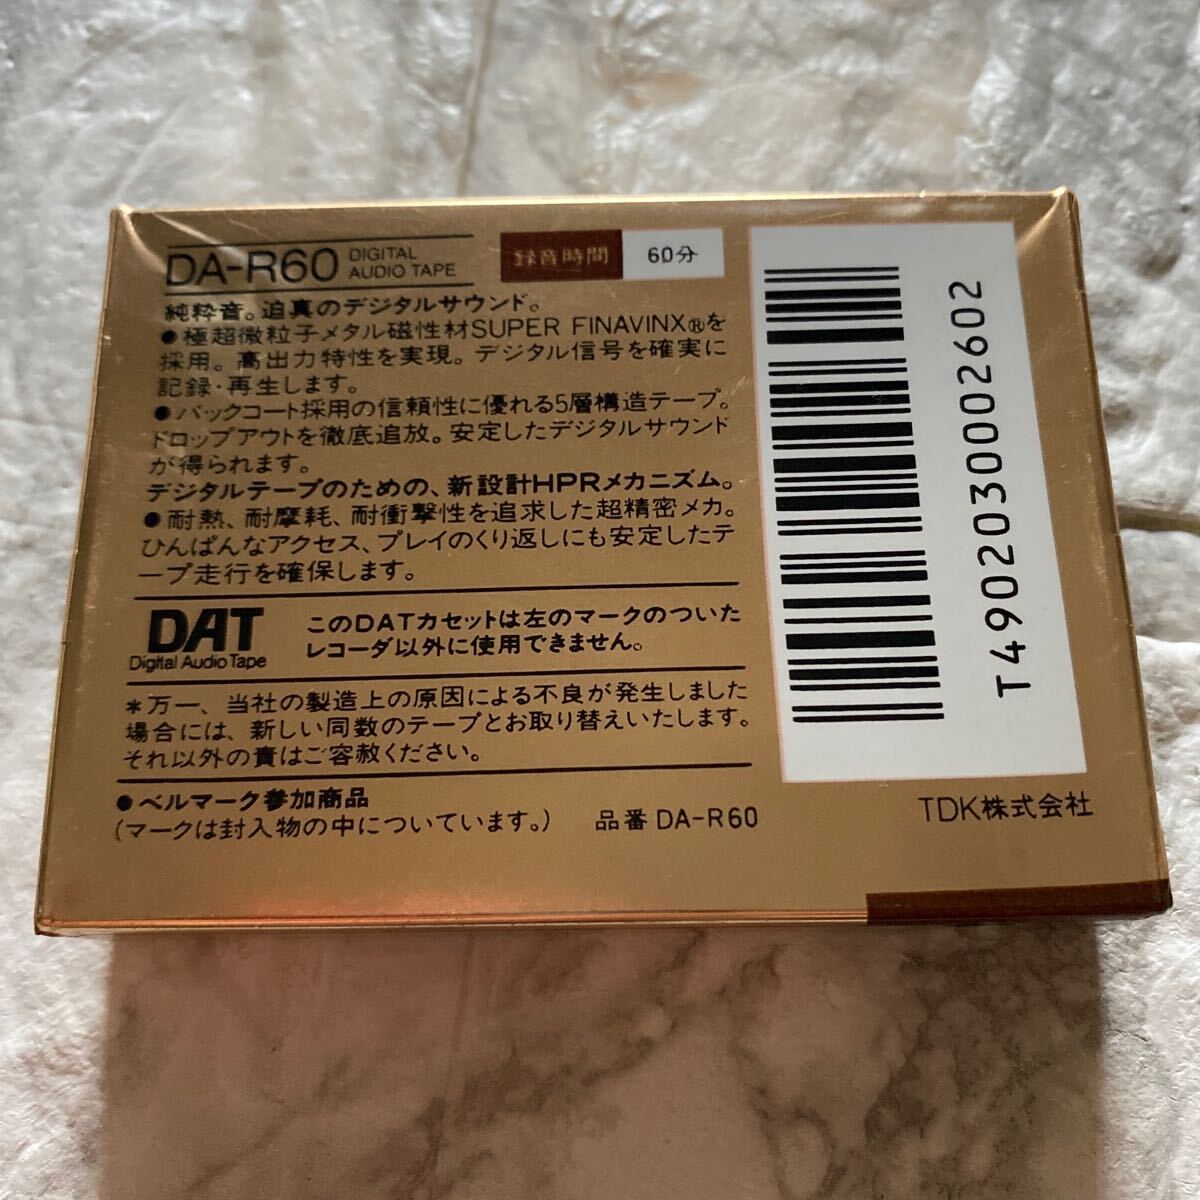 DA-R60 DIGITAL AUDIO TAPE
録音時間 60分
純粋音。迫真のデジタルサウンド。
●極超微粒子メタル磁性材SUPER FINAVINX®を
採用。高出力特性を実現。デジタル信号を確実に
記録・再生します。
●バックコート採用の信頼性に優れる5層構造テープ。
ドロップアウトを徹底追放。安定したデジタルサウンド
が得られます。
デジタルテープのための、新設計HPRメカニズム。
●耐熱、耐摩耗、耐衝撃性を追求した超精密メカ。
ひんぱんなアクセス、プレイのくり返しにも安定したテ
ープ走行を確保します。
DAT
Digital Audio Tape
このDATカセットは左のマークのついた
レコーダ以外に使用できません。
*万一、当社の製造上の原因による不良が発生しました
場合には、新しい同数のテープとお取り替えいたします。
それ以外の責はご容赦ください。
●ベルマーク参加商品
(マークは封入物の中についています。)
品番 DA-R60
TDK株式会社
T4902030002602